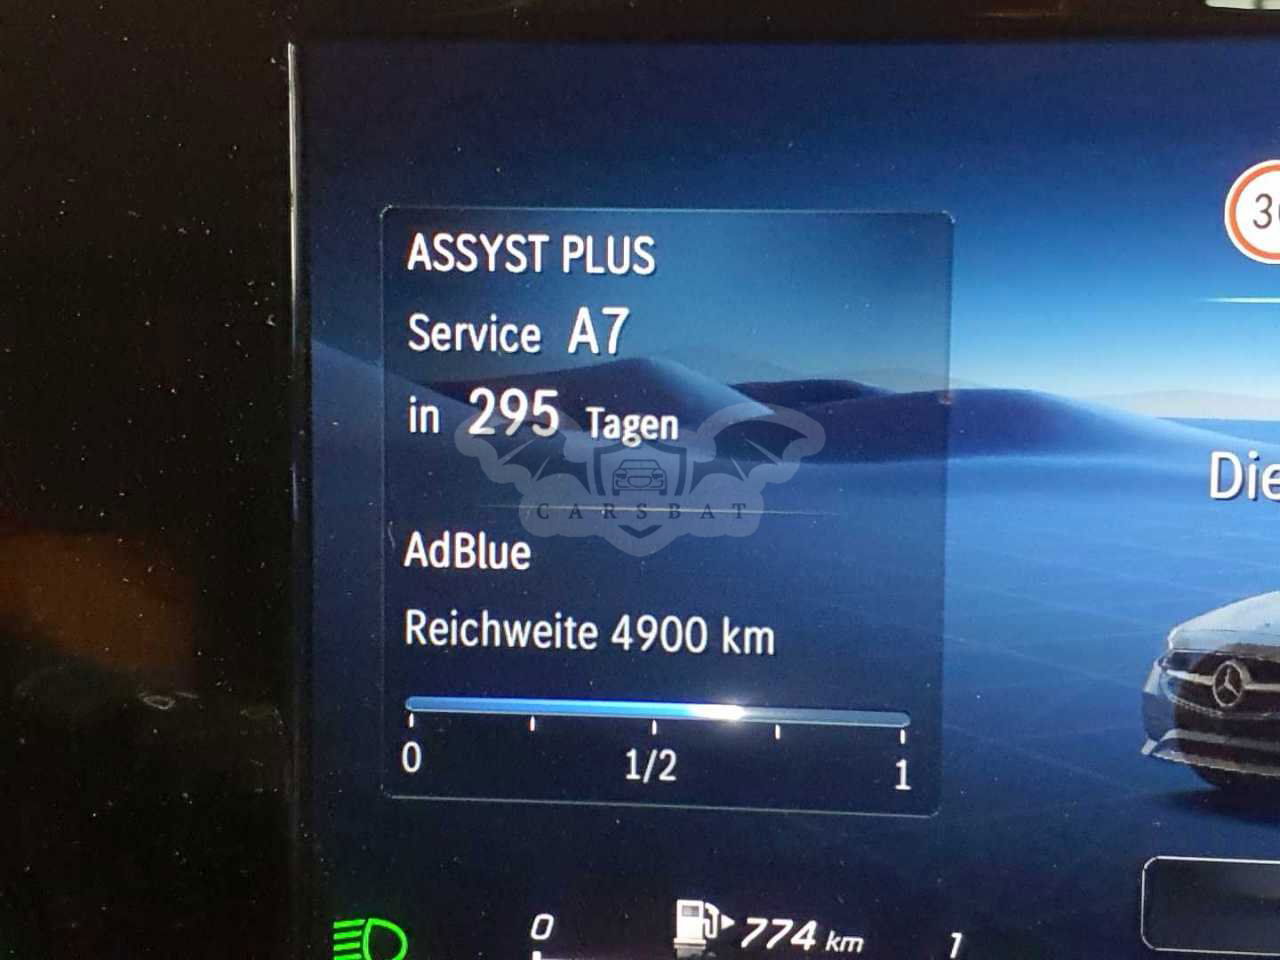 ASSYST PLUS
Service A7
in 295 Tagen
CARSBAT
AdBlue
Reichweite 4900 km
0 1/2 1
Die
0 774 km 1